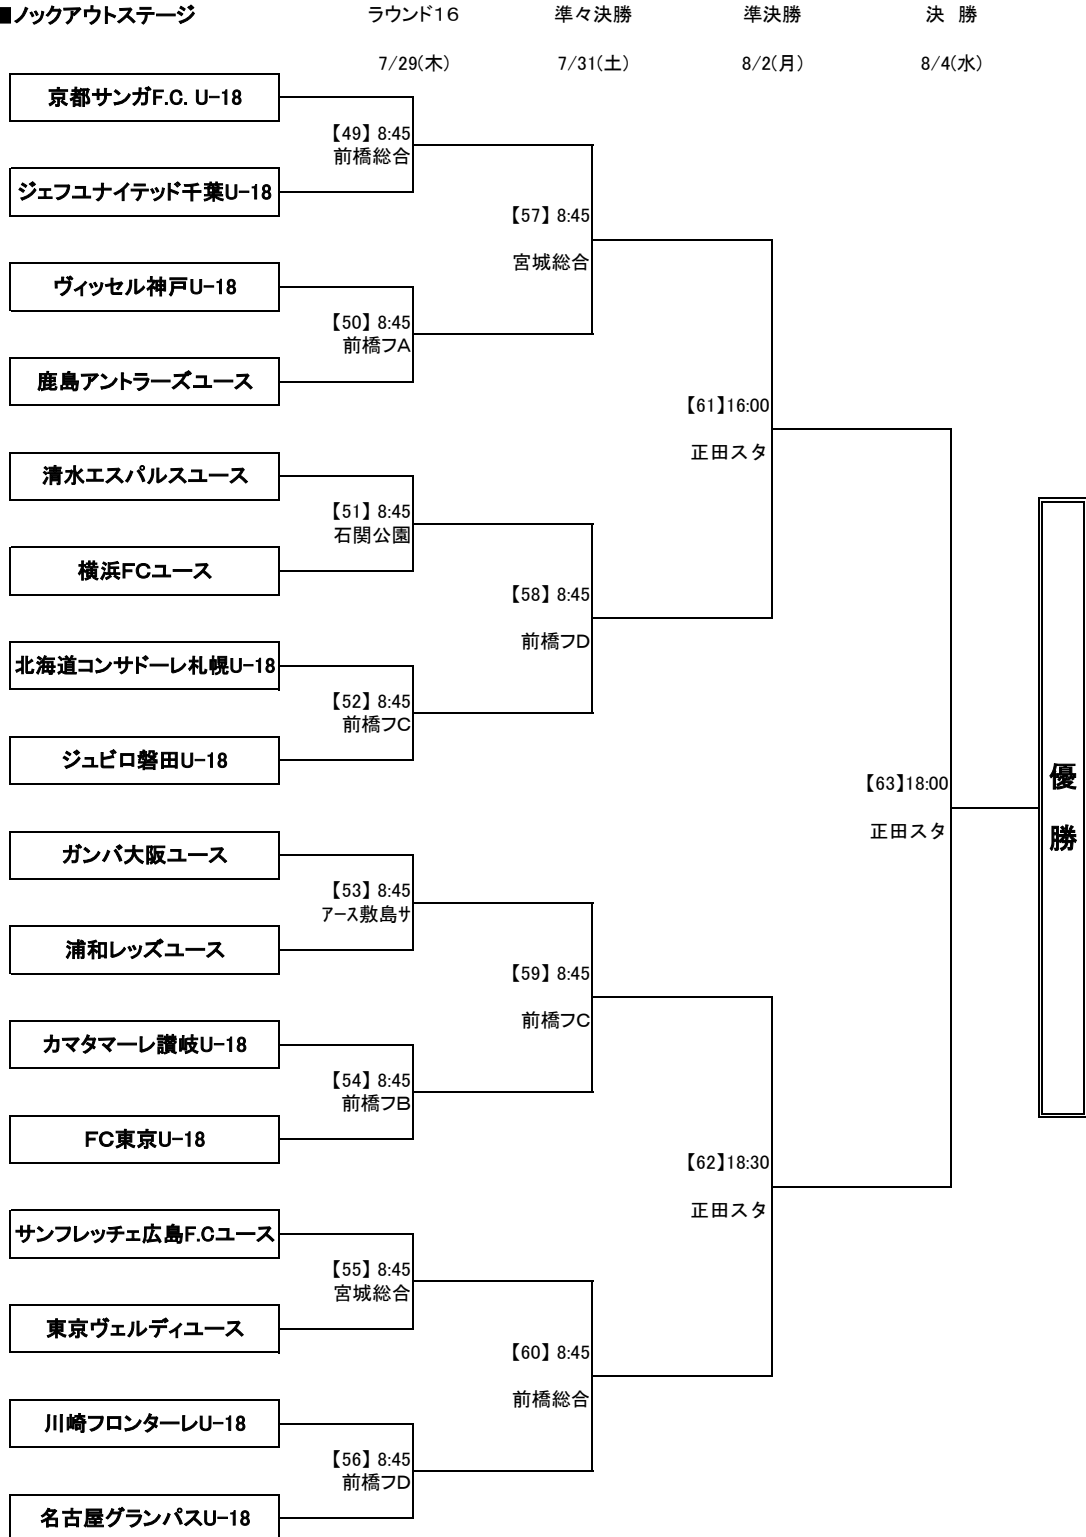 ■ノックアウトステージ
ラウンド16
準々決勝
準決勝
決 勝
7/29(木)
7/31(土)
8/2(月)
8/4(水)
京都サンガF.C. U-18
【49】 8:45
前橋総合
ジェフユナイテッド千葉U-18
【57】 8:45
宮城総合
ヴィッセル神戸U-18
【50】 8:45
前橋フA
鹿島アントラーズユース
【61】16:00
正田スタ
清水エスパルスユース
【51】 8:45
石関公園
横浜FCユース
【58】 8:45
前橋フD
北海道コンサドーレ札幌U-18
【52】 8:45
前橋フC
ジュビロ磐田U-18
【63】18:00
正田スタ
優
勝
ガンバ大阪ユース
【53】 8:45
アース敷島サ
浦和レッズユース
【59】 8:45
前橋フC
カマタマーレ讃岐U-18
【54】 8:45
前橋フB
FC東京U-18
【62】18:30
正田スタ
サンフレッチェ広島F.Cユース
【55】 8:45
宮城総合
東京ヴェルディユース
【60】 8:45
前橋総合
川崎フロンターレU-18
【56】 8:45
前橋フD
名古屋グランパスU-18